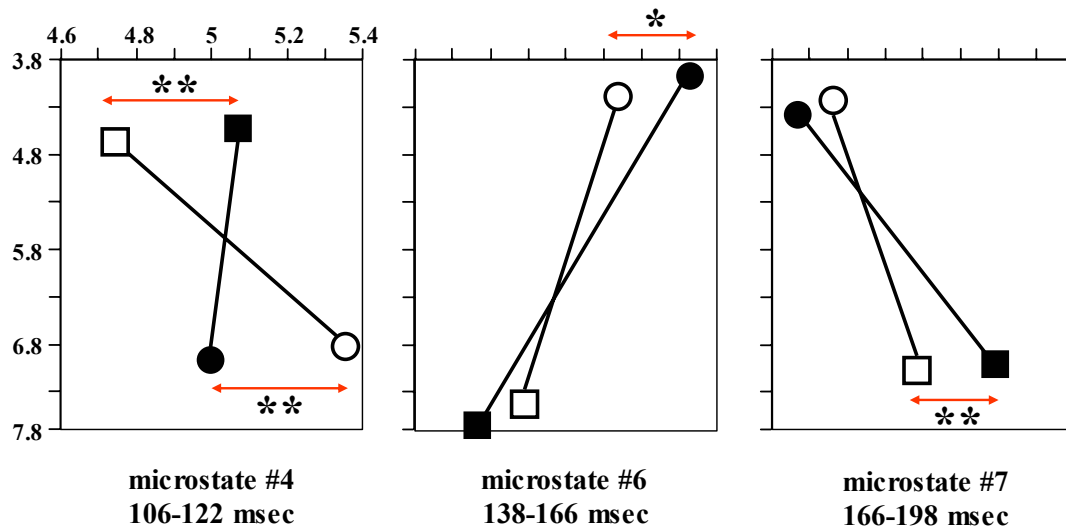 4.6 4.8 5 5.2 5.4
3.8
4.8
5.8
6.8
7.8
**
**
*
**
microstate #4
106-122 msec
microstate #6
138-166 msec
microstate #7
166-198 msec